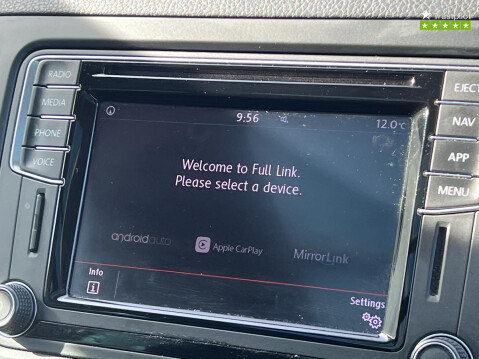 Trustpilot
RADIO
MEDIA
PHONE
VOICE
EJECT
NAV
APP
MENU
9:56
12.0°C
Welcome to Full Link.
Please select a device.
androidauto
Apple CarPlay
MirrorLink
Info
i
Settings